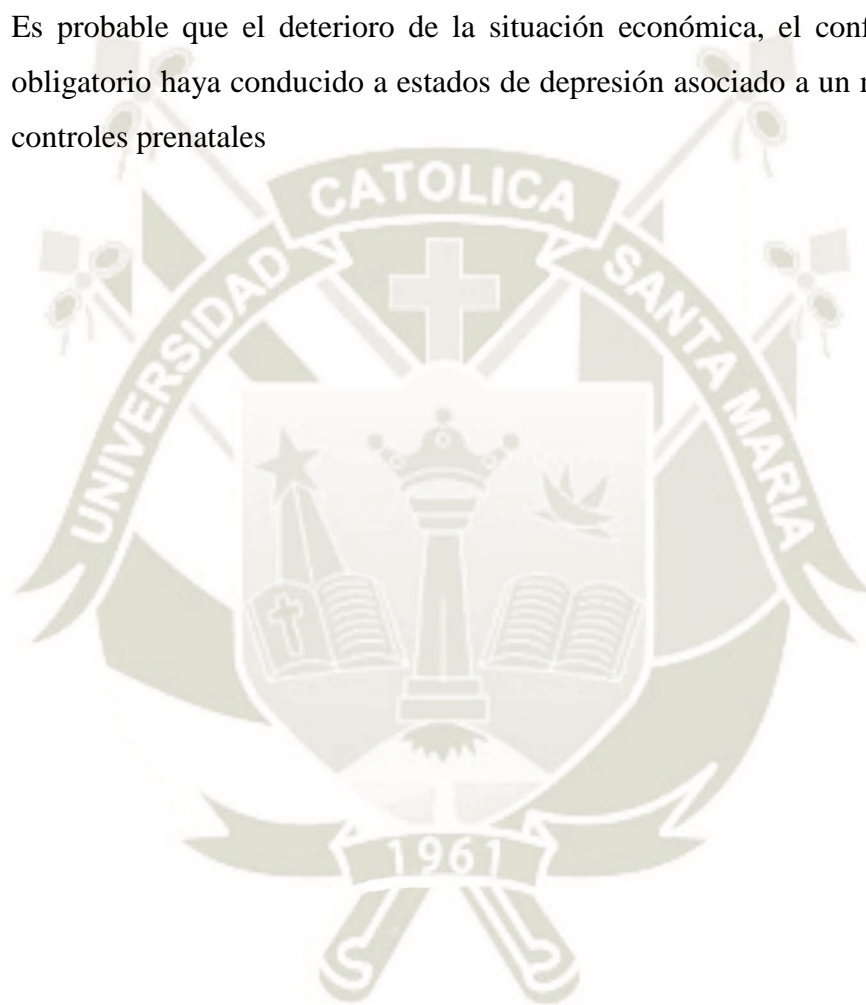 Es probable que el deterioro de la situación económica, el
obligatorio haya conducido a estados de depresión asociado a un
controles prenatales
CATOLICA
UNIVERSIDAD
SANTA MARIA
1961